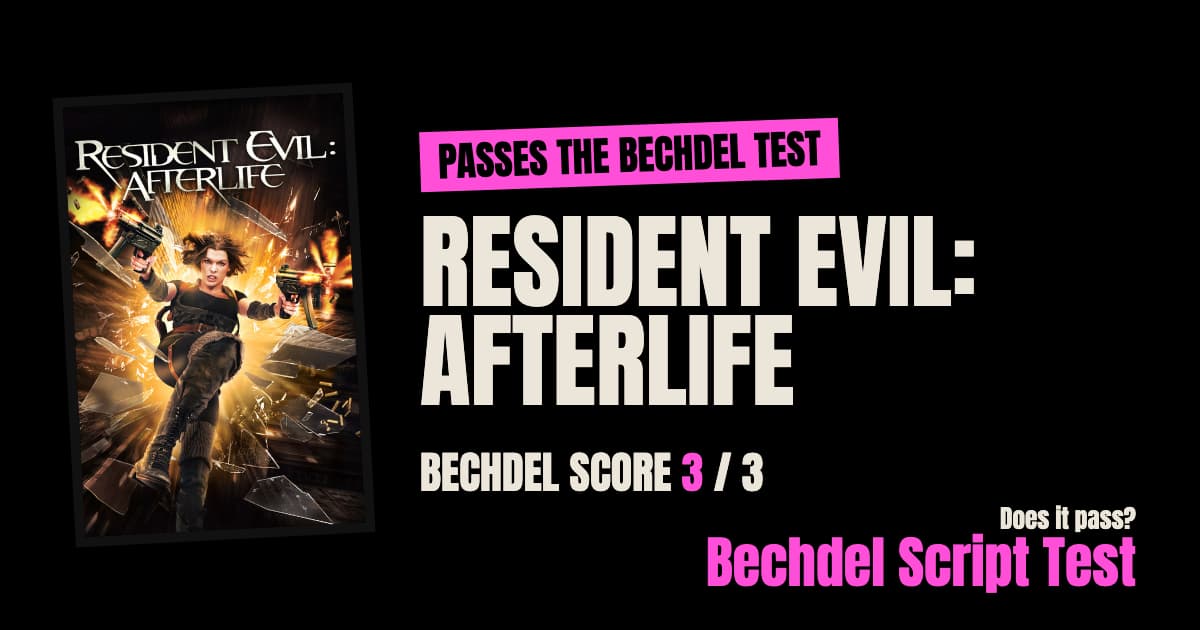 RESIDENT EVIL:
AFTERLIFE
PASSES THE BECHDEL TEST
RESIDENT EVIL:
AFTERLIFE
BECHDEL SCORE 3 / 3
Does it pass?
Bechdel Script Test